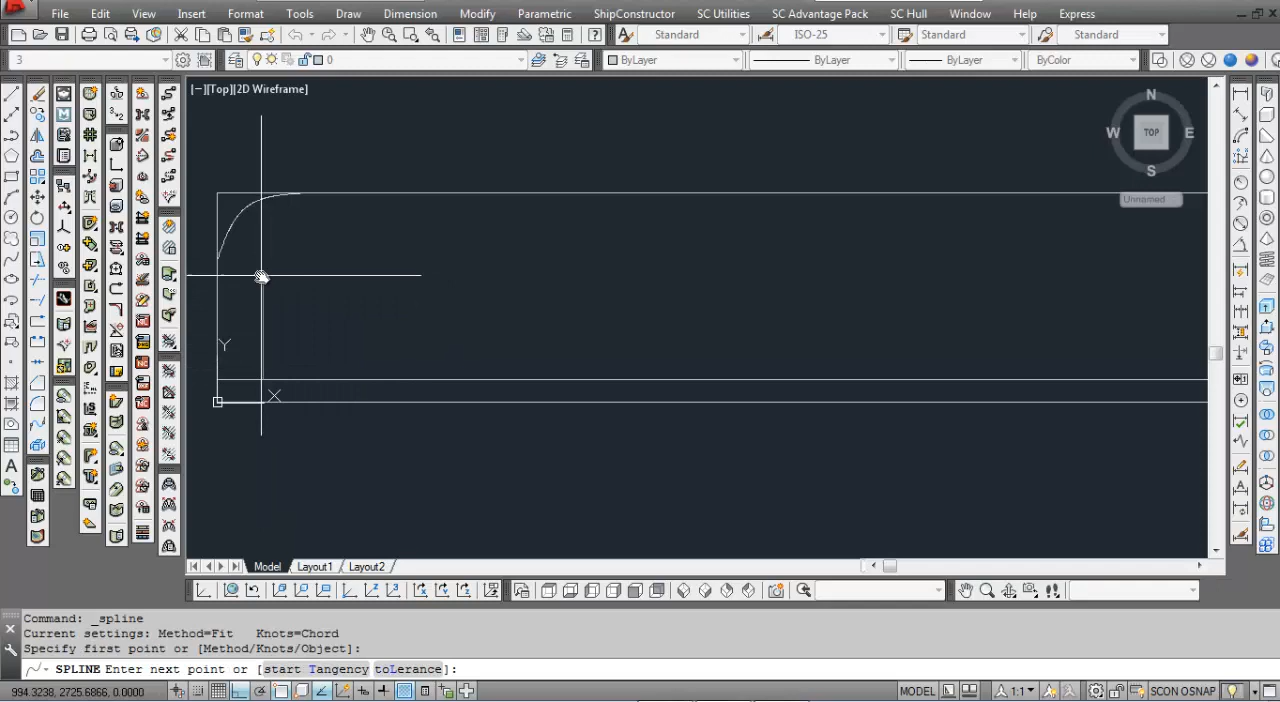 File Edit View Insert Format Tools Draw Dimension Modify Parametric ShipConstructor SC Utilities SC Advantage Pack SC Hull Window Help Express
Standard ISO-25 Standard Standard
3 0 ByLayer ByLayer ByLayer ByColor
[−][Top][2D Wireframe]
N
W TOP E
S
Unnamed
Y
X
Model Layout1 Layout2
Command: _spline
Current settings: Method=Fit Knots=Chord
Specify first point or [Method/Knots/Object]:
SPLINE Enter next point or [start Tangency toLerance]:
994.3238, 2725.6866, 0.0000 MODEL 1:1 SCON OSNAP